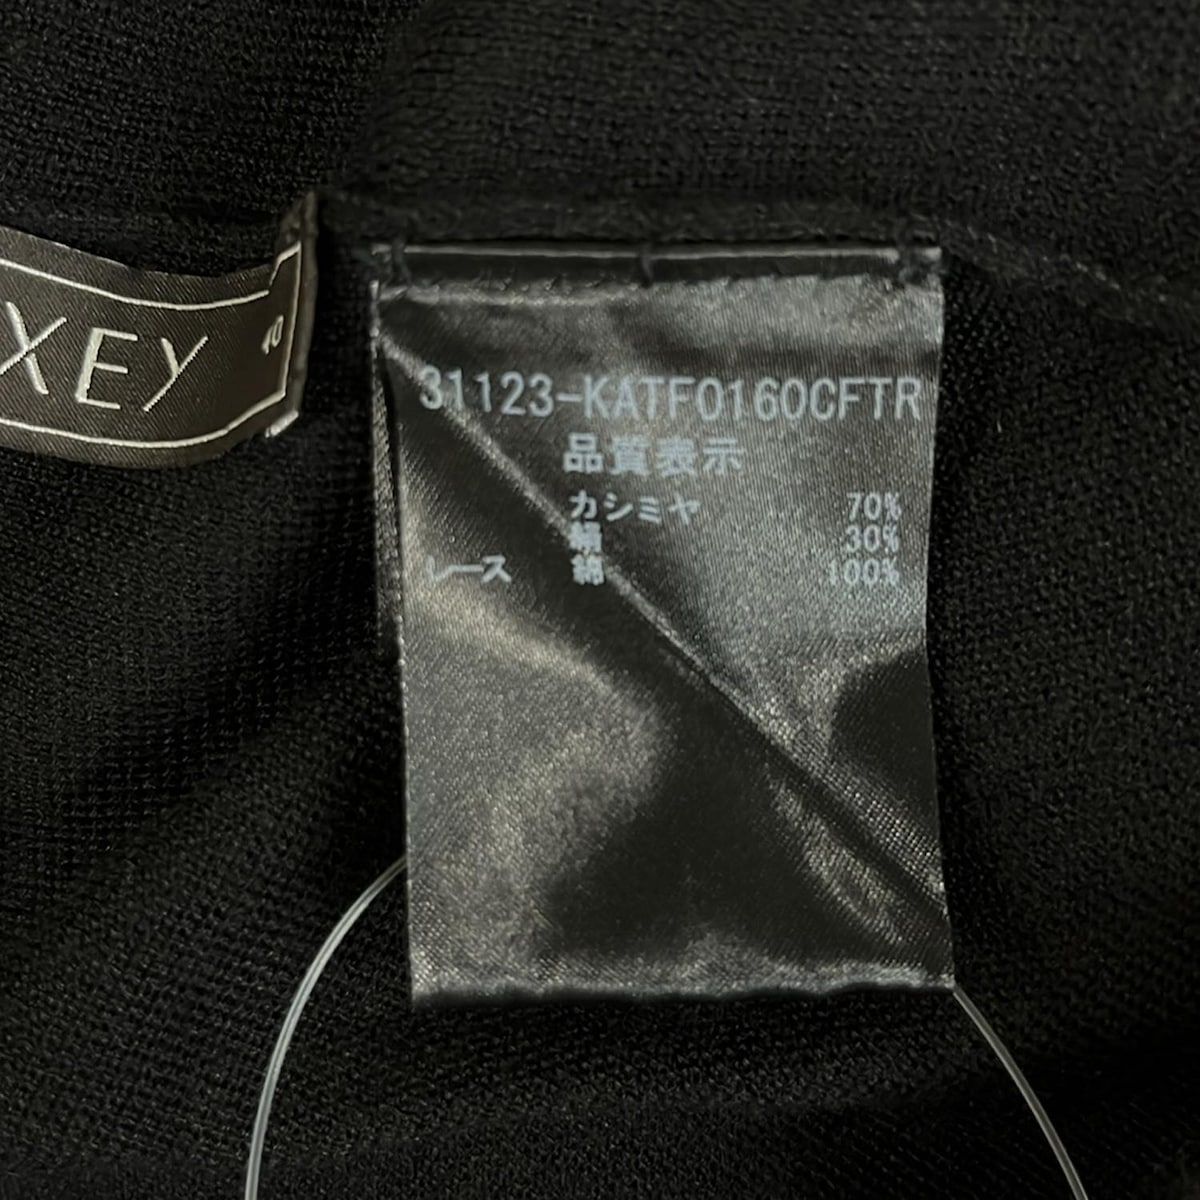 XEY
31123-KATF0160CFTR
品質表示
カシミヤ 70%
絹 30%
レース 綿 100%